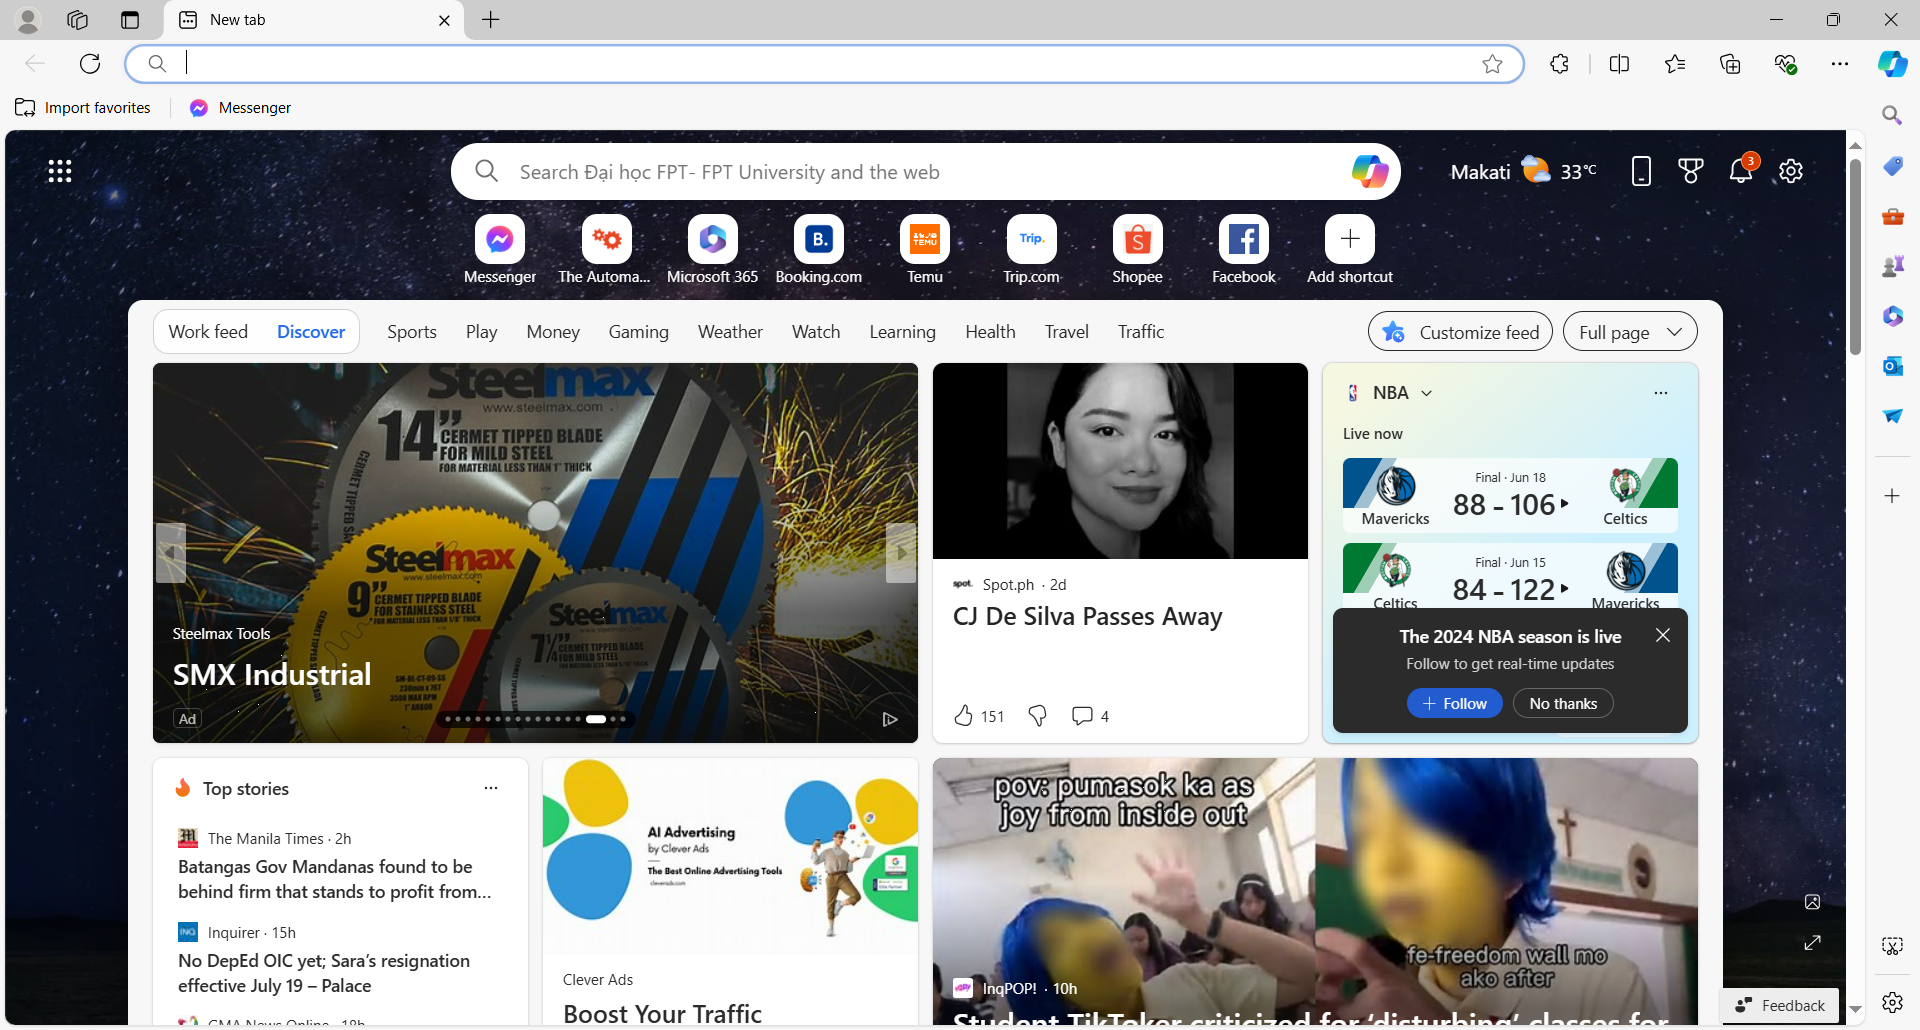 New tab
Import favorites
Messenger
Search Đại học FPT- FPT University and the web
Makati
33°C
3
Messenger
The Automa...
Microsoft 365
B.
Booking.com
TEMU
Temu
Trip.
Trip.com
Shopee
Facebook
Add shortcut
Work feed
Discover
Sports
Play
Money
Gaming
Weather
Watch
Learning
Health
Travel
Traffic
Customize feed
Full page
Steelmax
www.steelmax.com
14”
CERMET TIPPED BLADE
FOR MILD STEEL
FOR MATERIAL LESS THAN 1" THICK
Steelmax
www.steelmax.com
9”
CERMET TIPPED BLADE
FOR STAINLESS STEEL
Steelmax
7¼”
CERMET TIPPED BLADE
FOR MILD STEEL
Steelmax Tools
SMX Industrial
Ad
spot.
Spot.ph · 2d
CJ De Silva Passes Away
151
4
NBA
Live now
Final · Jun 18
88 - 106
Mavericks
Celtics
Final · Jun 15
84 - 122
Celtics
Mavericks
The 2024 NBA season is live
Follow to get real-time updates
Follow
No thanks
Top stories
The Manila Times · 2h
Batangas Gov Mandanas found to be
behind firm that stands to profit from...
INQ
Inquirer · 15h
No DepEd OIC yet; Sara’s resignation
effective July 19 – Palace
GMA News Online · 18h
AI Advertising
by Clever Ads
The Best Online Advertising Tools
cleverads.com
Clever Ads
Boost Your Traffic
pov: pumasok ka as
joy from inside out
fe-freedom wall mo
ako after
InqPOP! · 10h
Student TikToker criticized for ‘disturbing’ classes for
Feedback